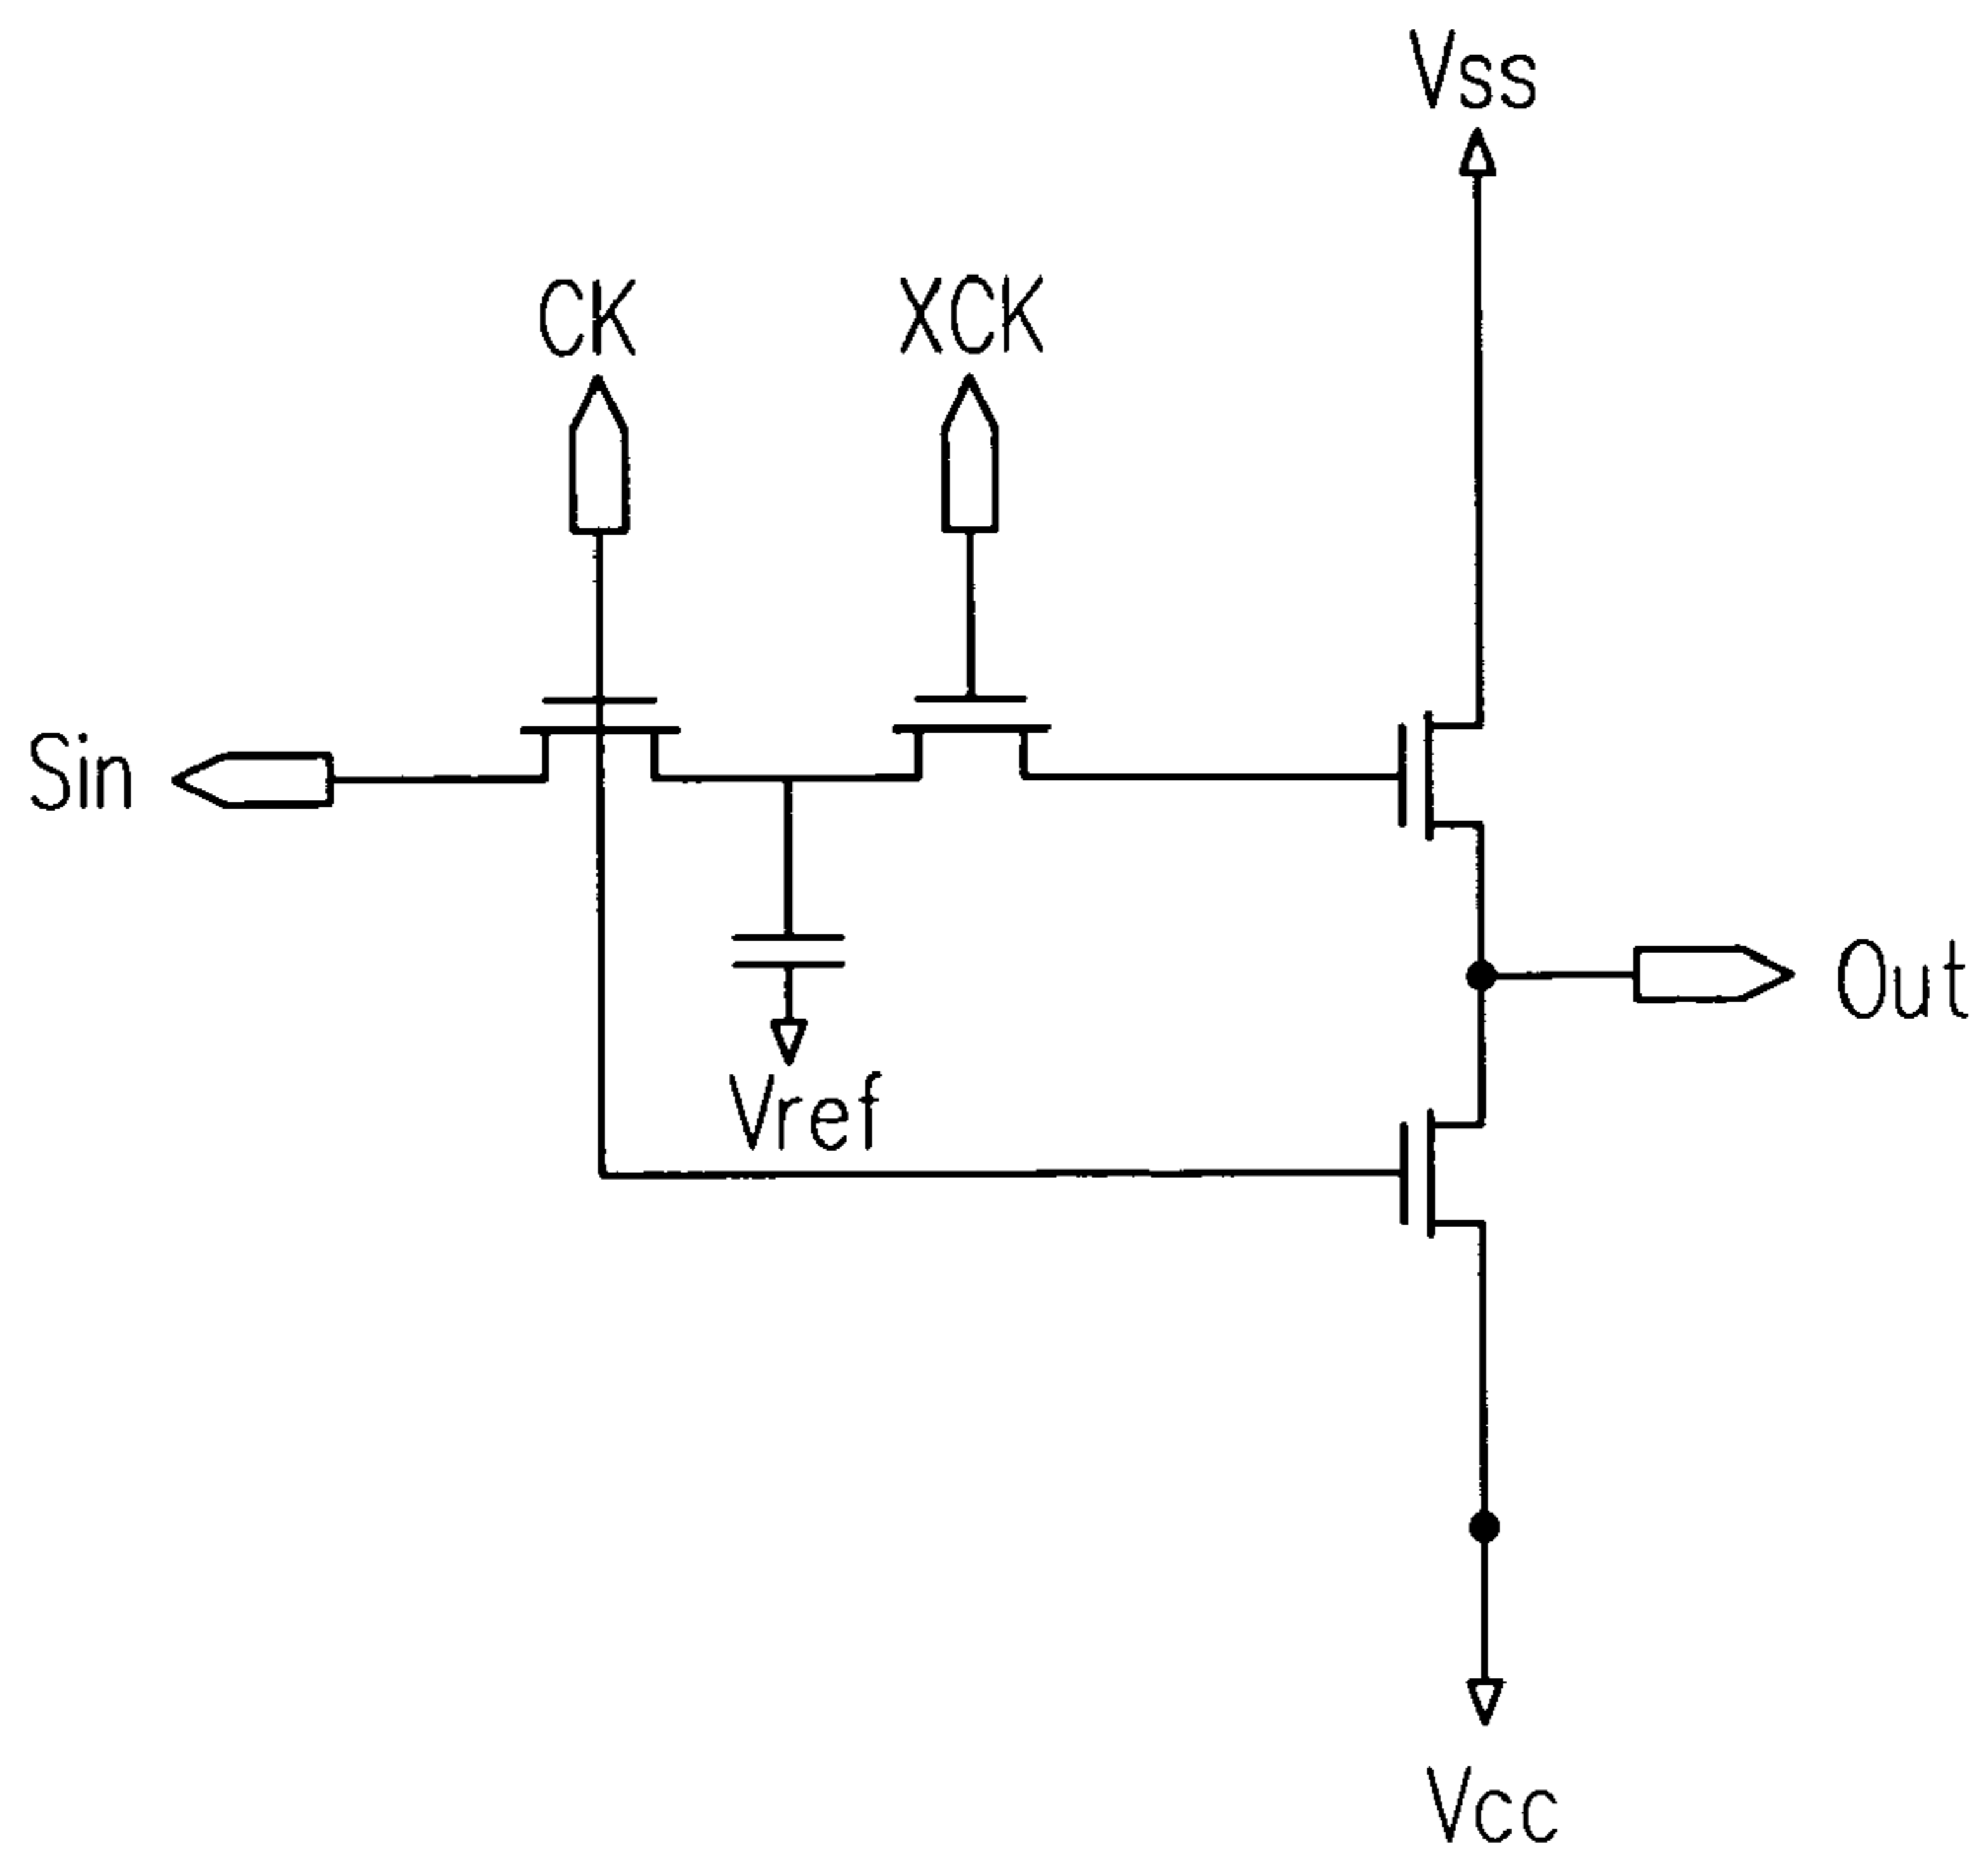 Vss
CK
XCK
Sin
Out
Vref
Vcc